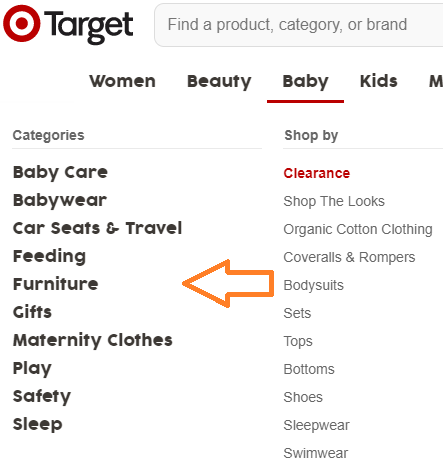 Target
Find a product, category, or brand
Women Beauty Baby Kids M
Categories
Baby Care
Babywear
Car Seats & Travel
Feeding
Furniture
Gifts
Maternity Clothes
Play
Safety
Sleep
Shop by
Clearance
Shop The Looks
Organic Cotton Clothing
Coveralls & Rompers
Bodysuits
Sets
Tops
Bottoms
Shoes
Sleepwear
Swimwear